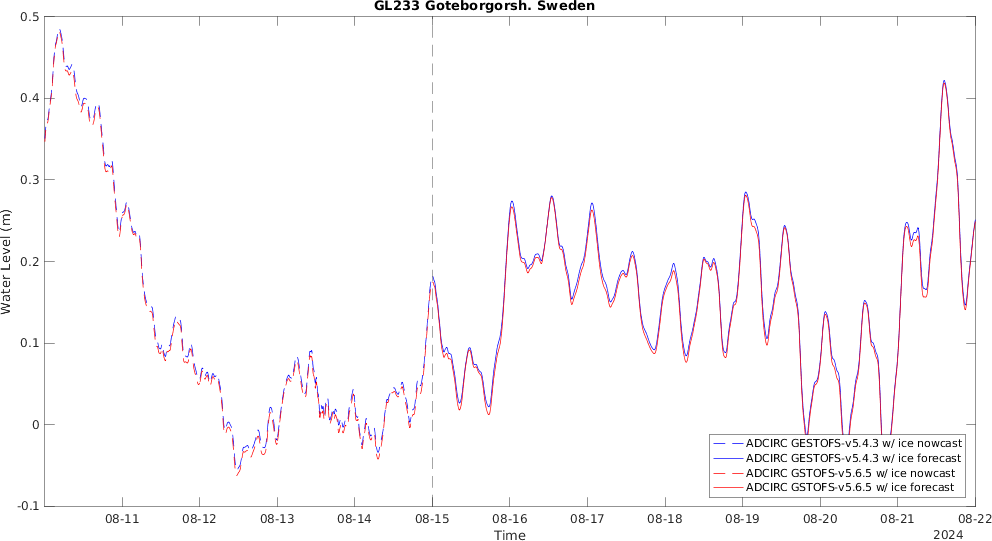 GL233 Goteborgorsh. Sweden
0.5
0.4
0.3
0.2
0.1
0
-0.1
Water Level (m)
08-11 08-12 08-13 08-14 08-15 08-16 08-17 08-18 08-19 08-20 08-21 08-22
Time
2024
ADCIRC GESTOFS-v5.4.3 w/ ice nowcast
ADCIRC GESTOFS-v5.4.3 w/ ice forecast
ADCIRC GSTOFS-v5.6.5 w/ ice nowcast
ADCIRC GSTOFS-v5.6.5 w/ ice forecast